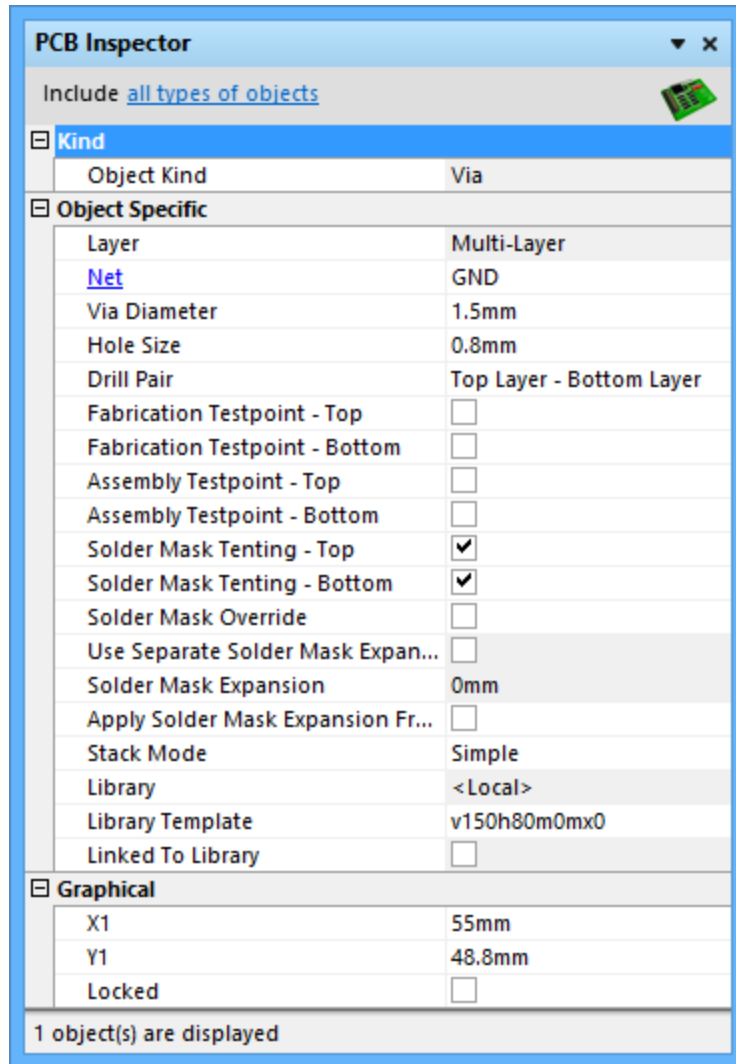 PCB Inspector
Include all types of objects
Kind
Object Kind Via
Object Specific
Layer Multi-Layer
Net GND
Via Diameter 1.5mm
Hole Size 0.8mm
Drill Pair Top Layer - Bottom Layer
Fabrication Testpoint - Top
Fabrication Testpoint - Bottom
Assembly Testpoint - Top
Assembly Testpoint - Bottom
Solder Mask Tenting - Top
Solder Mask Tenting - Bottom
Solder Mask Override
Use Separate Solder Mask Expan...
Solder Mask Expansion 0mm
Apply Solder Mask Expansion Fr...
Stack Mode Simple
Library <Local>
Library Template v150h80m0mx0
Linked To Library
Graphical
X1 55mm
Y1 48.8mm
Locked
1 object(s) are displayed